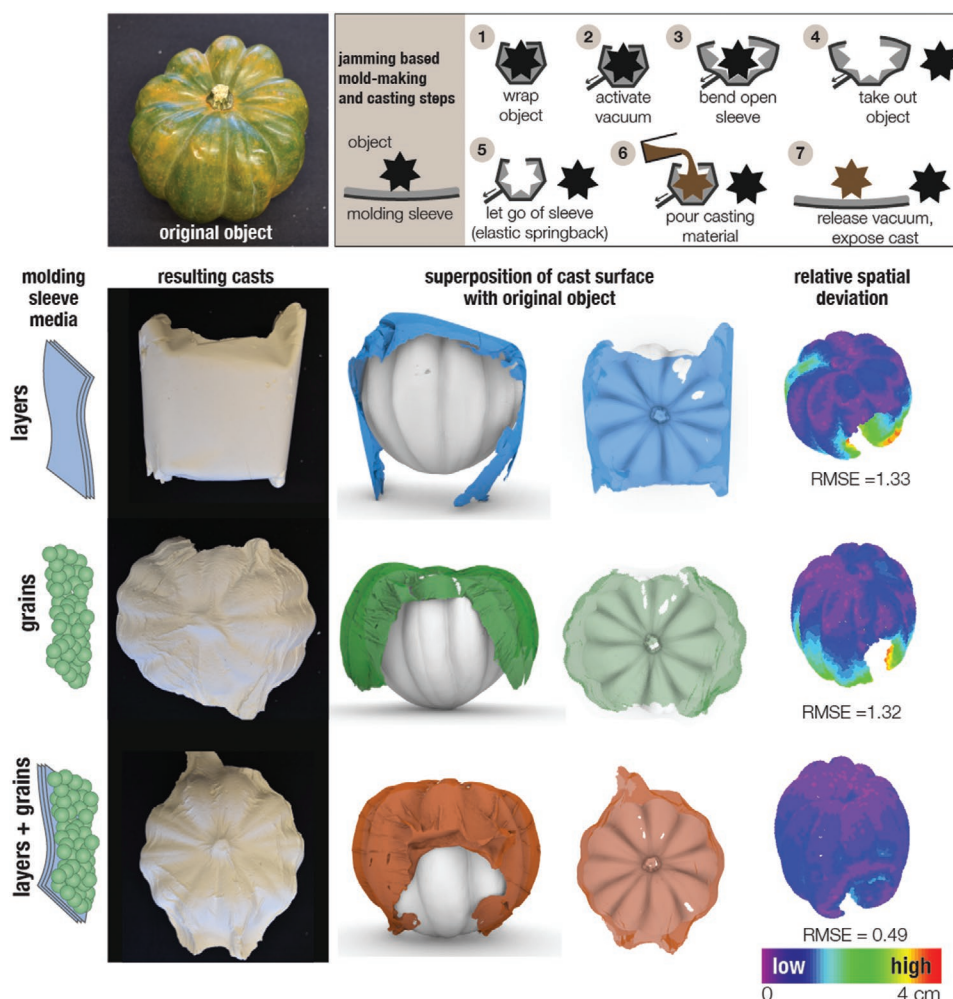 original object
jamming based
mold-making
and casting steps
object
molding sleeve
1
wrap
object
2
activate
vacuum
3
bend open
sleeve
4
take out
object
5
let go of sleeve
(elastic springback)
6
pour casting
material
7
release vacuum,
expose cast
molding
sleeve
media
resulting casts
superposition of cast surface
with original object
relative spatial
deviation
layers
RMSE =1.33
grains
RMSE =1.32
layers + grains
RMSE = 0.49
low high
0 4 cm